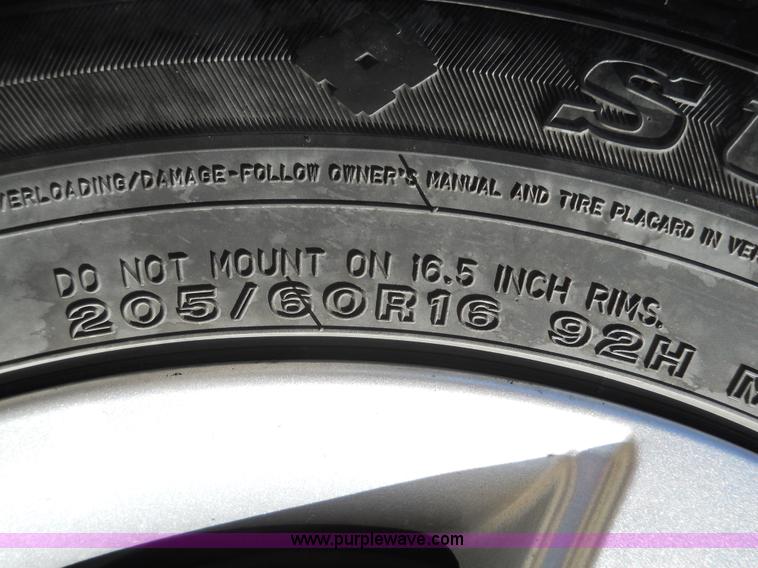 VERLOADING/DAMAGE-FOLLOW OWNER'S MANUAL AND TIRE PLACARD IN VE
DO NOT MOUNT ON 16.5 INCH RIMS.
205/60R16 92H M
www.purplewave.com